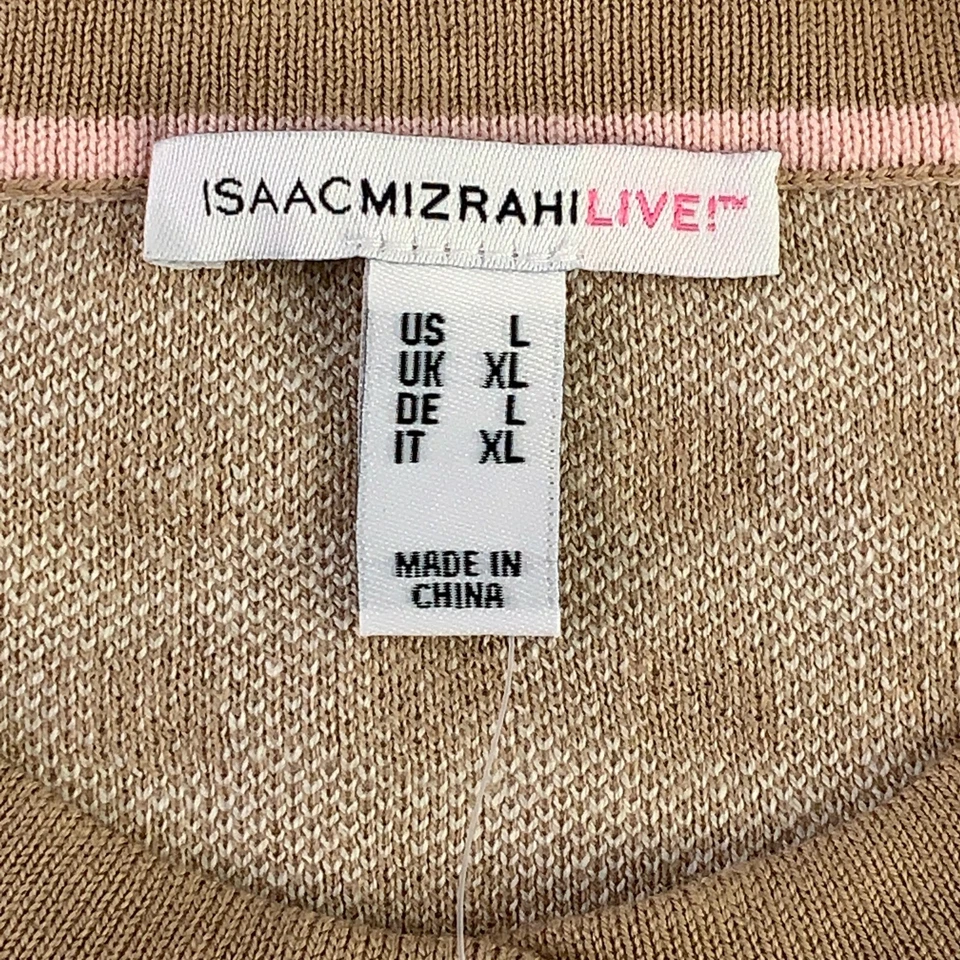 ISAACMIZRAHILIVE!™
US L
UK XL
DE L
IT XL
MADE IN
CHINA